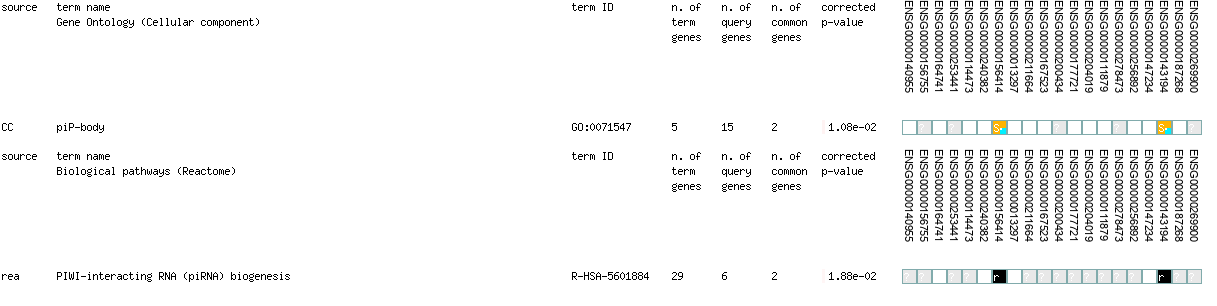 source term name term ID n. of term genes n. of query genes n. of common genes corrected p-value
Gene Ontology (Cellular component)
ENSG00000140955
ENSG00000156755
ENSG00000164741
ENSG00000253441
ENSG00000114473
ENSG00000240382
ENSG00000156414
ENSG00000013297
ENSG00000211664
ENSG00000167523
ENSG00000200434
ENSG00000177721
ENSG00000204019
ENSG00000111879
ENSG00000278473
ENSG00000256892
ENSG00000147234
ENSG00000143194
ENSG00000187268
ENSG00000269900
CC piP-body GO:0071547 5 15 2 1.08e-02
source term name term ID n. of term genes n. of query genes n. of common genes corrected p-value
Biological pathways (Reactome)
ENSG00000140955
ENSG00000156755
ENSG00000164741
ENSG00000253441
ENSG00000114473
ENSG00000240382
ENSG00000156414
ENSG00000013297
ENSG00000211664
ENSG00000167523
ENSG00000200434
ENSG00000177721
ENSG00000204019
ENSG00000111879
ENSG00000278473
ENSG00000256892
ENSG00000147234
ENSG00000143194
ENSG00000187268
ENSG00000269900
rea PIWI-interacting RNA (piRNA) biogenesis R-HSA-5601884 29 6 2 1.88e-02 r r